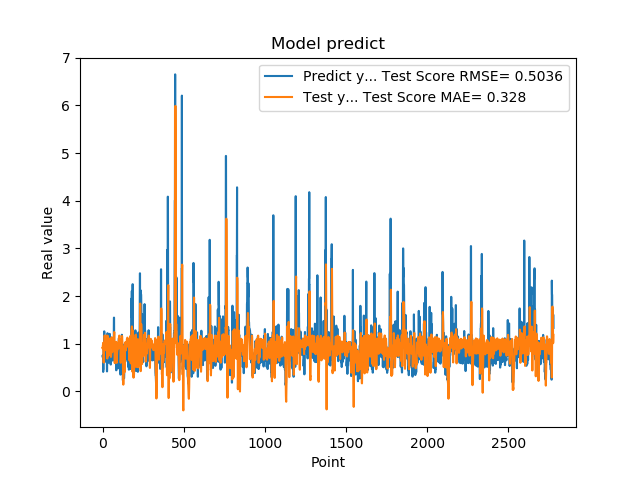 Model predict
Predict y... Test Score RMSE= 0.5036
Test y... Test Score MAE= 0.328
Real value
7
6
5
4
3
2
1
0
0 500 1000 1500 2000 2500
Point